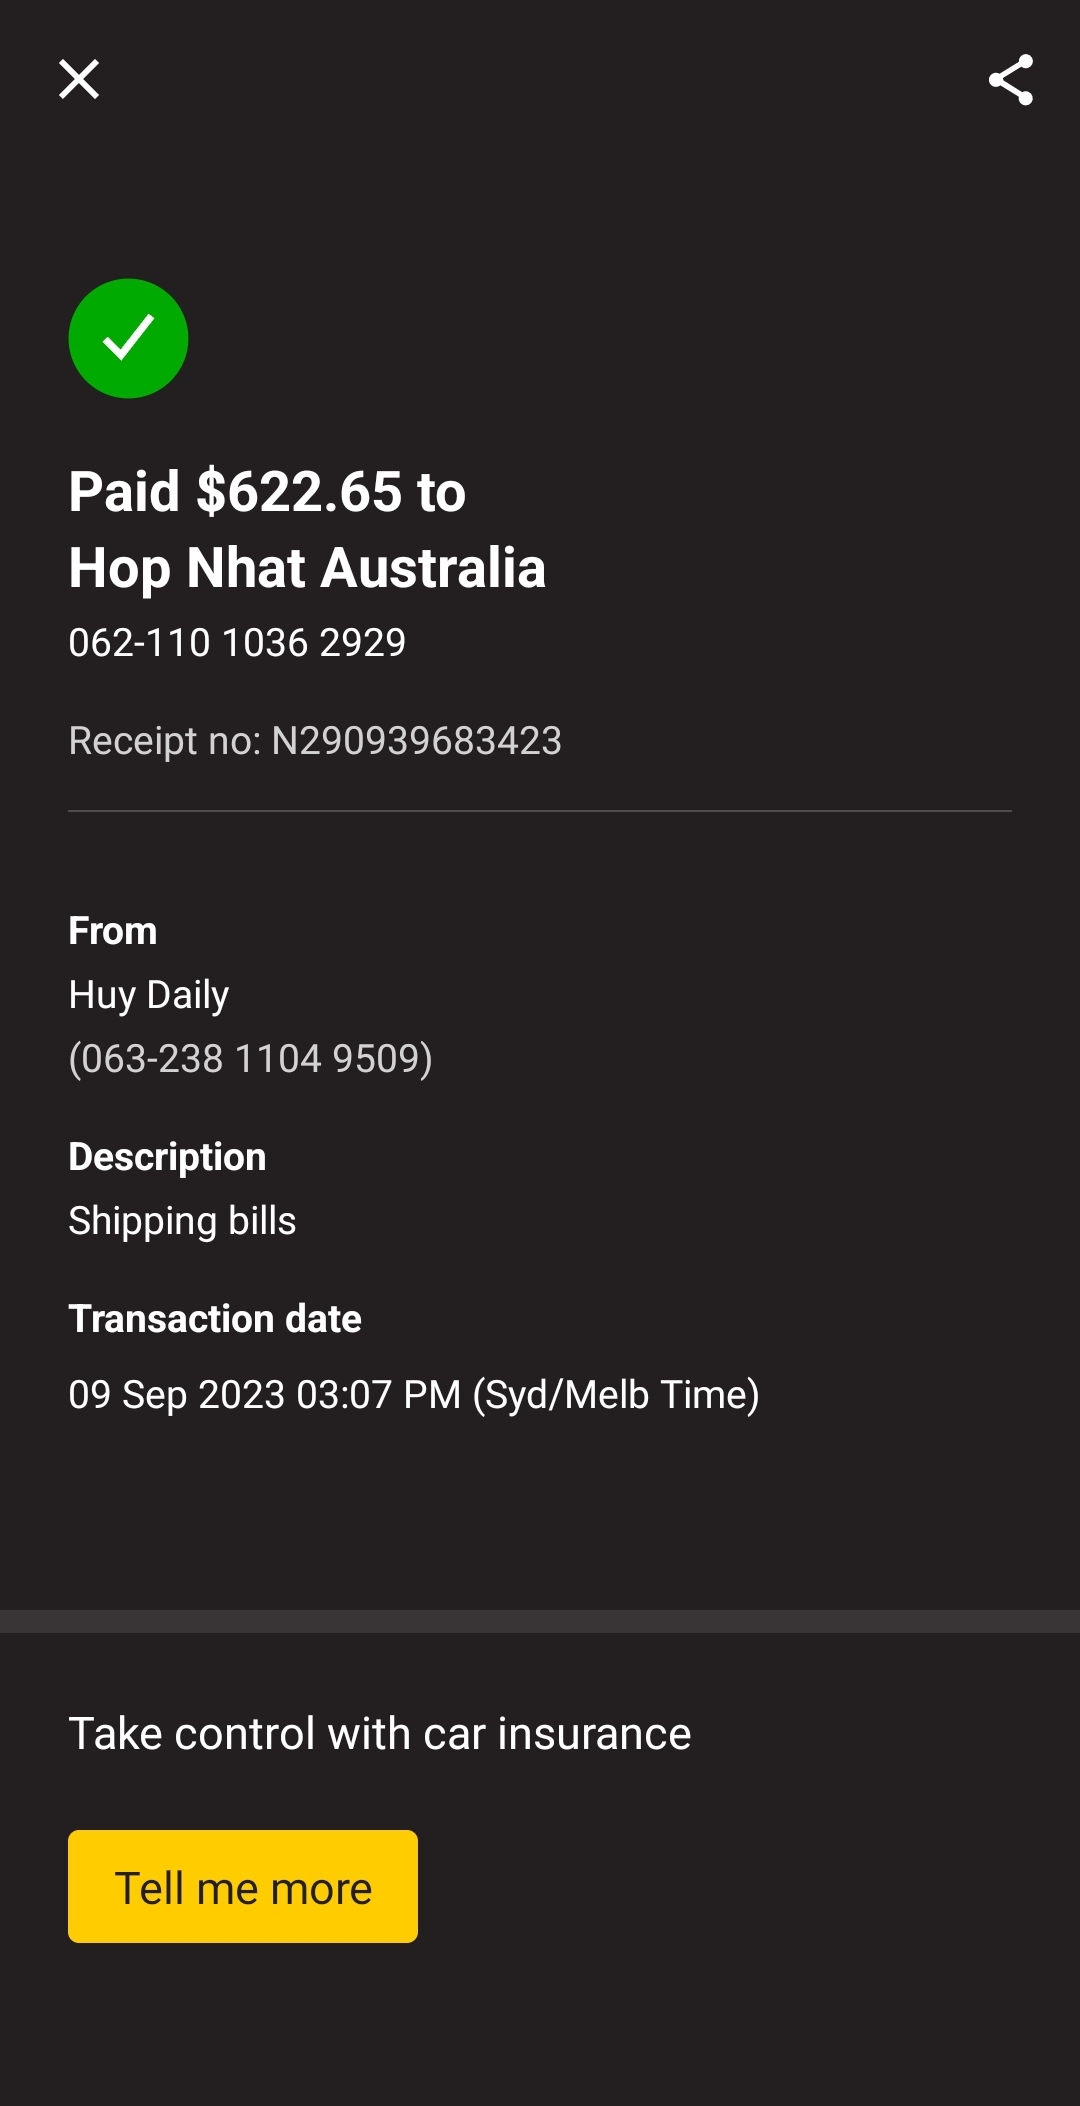 Paid $622.65 to
Hop Nhat Australia
062-110 1036 2929
Receipt no: N290939683423
From
Huy Daily
(063-238 1104 9509)
Description
Shipping bills
Transaction date
09 Sep 2023 03:07 PM (Syd/Melb Time)
Take control with car insurance
Tell me more